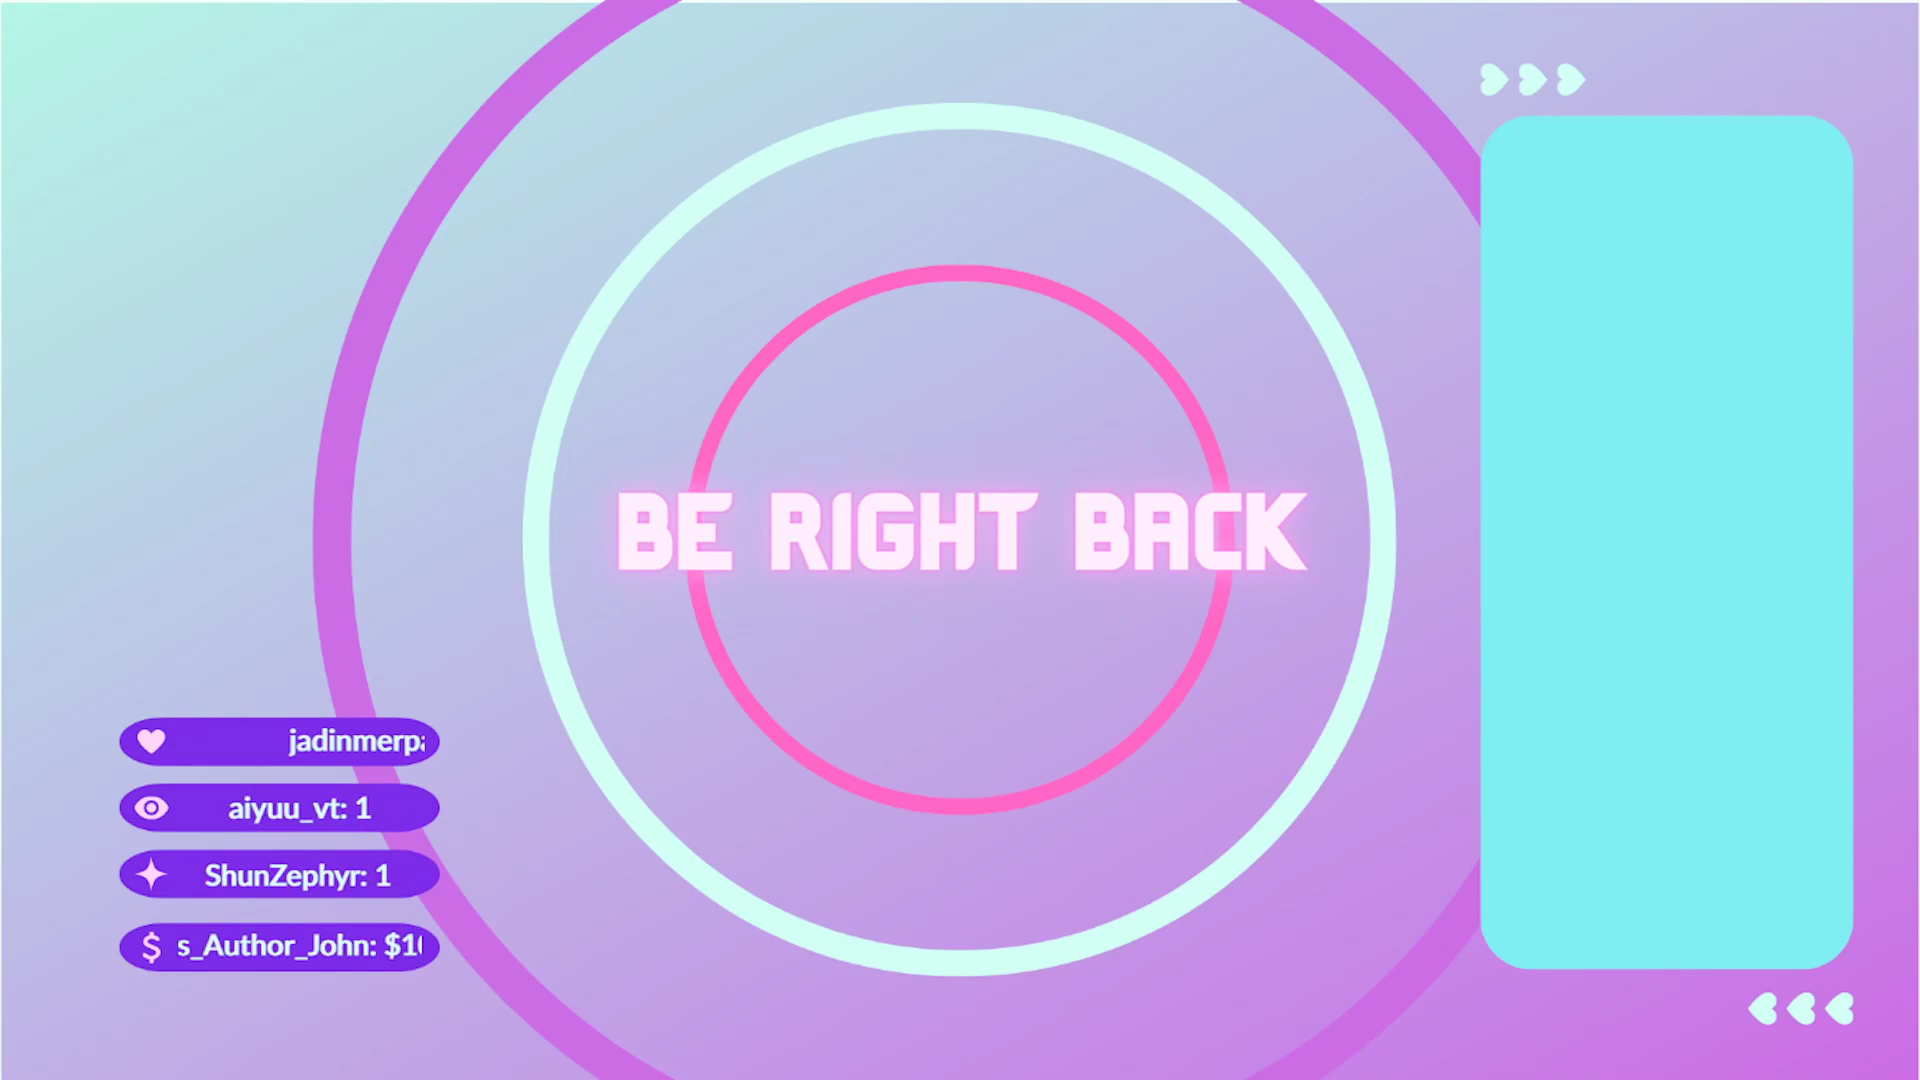 BE RIGHT BACK
jadinmerp
aiyuu_vt: 1
ShunZephyr: 1
s_Author_John: $1